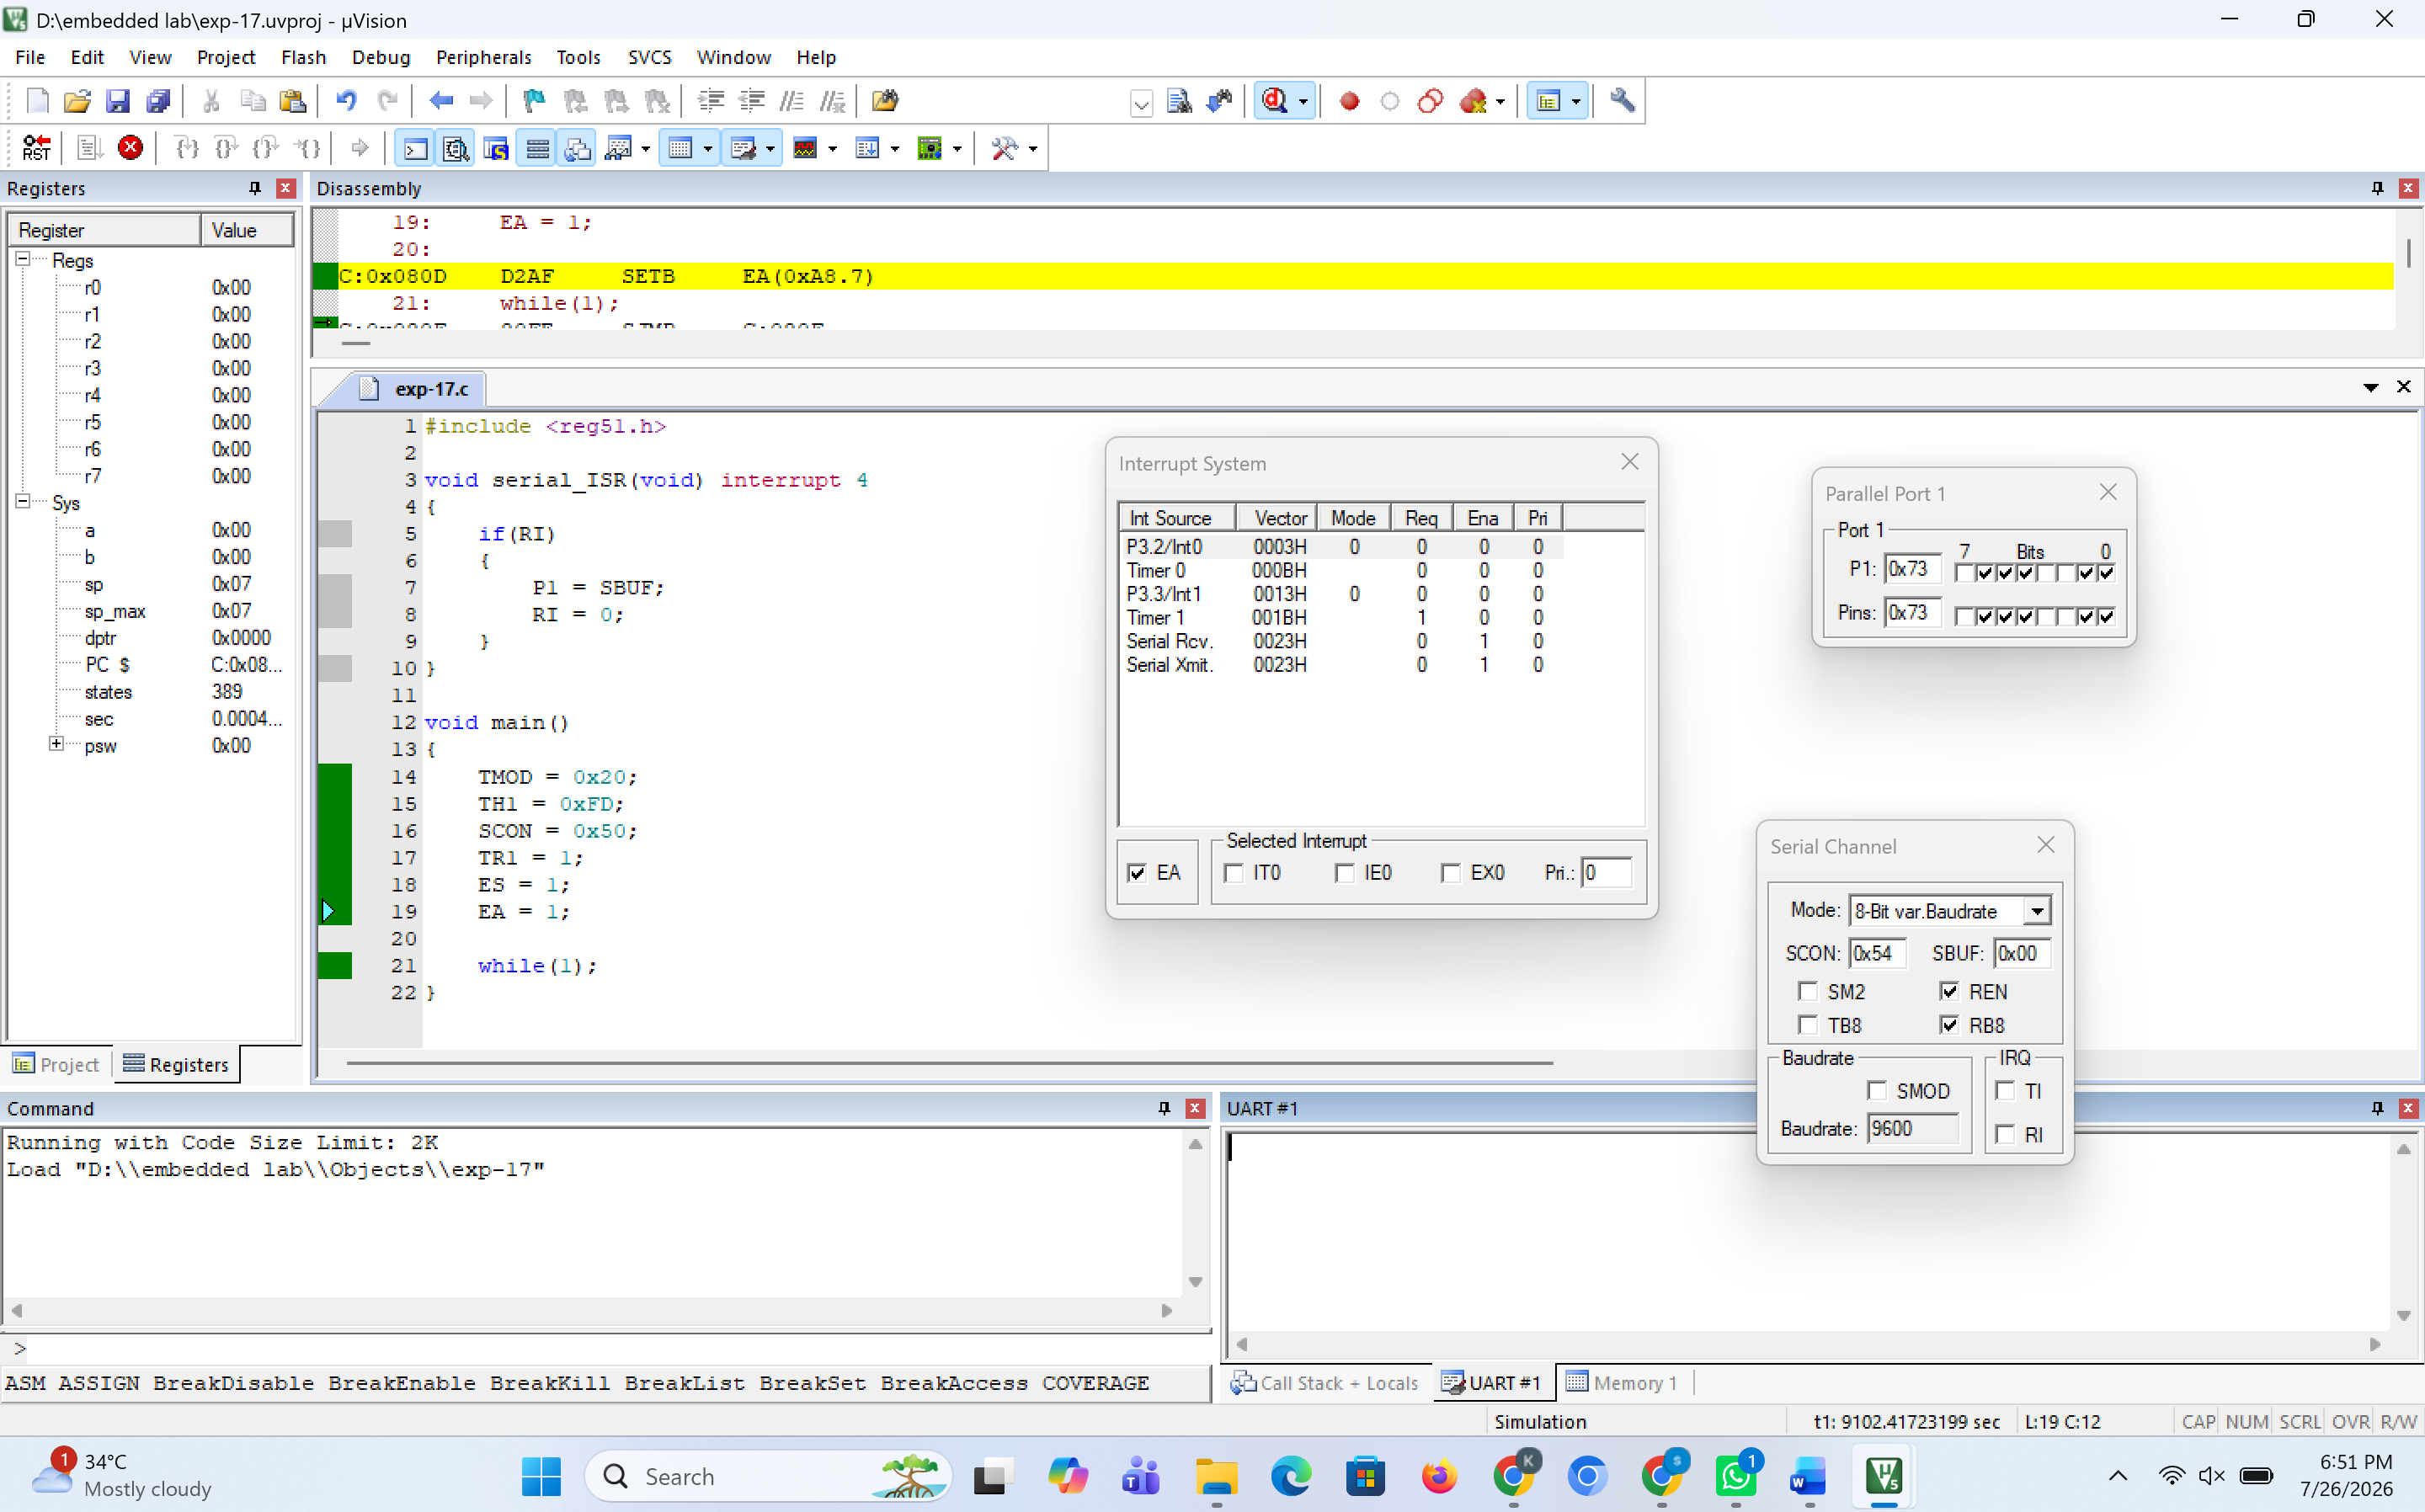 D:\embedded lab\exp-17.uvproj - µVision
File Edit View Project Flash Debug Peripherals Tools SVCS Window Help
RST
Registers
Register Value
Regs
r0 0x00
r1 0x00
r2 0x00
r3 0x00
r4 0x00
r5 0x00
r6 0x00
r7 0x00
Sys
a 0x00
b 0x00
sp 0x07
sp_max 0x07
dptr 0x0000
PC $ C:0x08...
states 389
sec 0.0004...
psw 0x00
Project Registers
Disassembly
19: EA = 1;
20:
C:0x080D D2AF SETB EA(0xA8.7)
21: while(1);
exp-17.c
1 #include <reg51.h>
2
3 void serial_ISR(void) interrupt 4
4 {
5 if(RI)
6 {
7 P1 = SBUF;
8 RI = 0;
9 }
10 }
11
12 void main()
13 {
14 TMOD = 0x20;
15 TH1 = 0xFD;
16 SCON = 0x50;
17 TR1 = 1;
18 ES = 1;
19 EA = 1;
20
21 while(1);
22 }
Interrupt System
Int Source Vector Mode Req Ena Pri
P3.2/Int0 0003H 0 0 0 0
Timer 0 000BH 0 0 0
P3.3/Int1 0013H 0 0 0 0
Timer 1 001BH 1 0 0
Serial Rcv. 0023H 0 1 0
Serial Xmit. 0023H 0 1 0
Selected Interrupt
EA IT0 IE0 EX0 Pri.: 0
Parallel Port 1
Port 1
7 Bits 0
P1: 0x73
Pins: 0x73
Serial Channel
Mode: 8-Bit var.Baudrate
SCON: 0x54 SBUF: 0x00
SM2 REN
TB8 RB8
Baudrate IRQ
SMOD TI
Baudrate: 9600 RI
Command
Running with Code Size Limit: 2K
Load "D:\\embedded lab\\Objects\\exp-17"
>
ASM ASSIGN BreakDisable BreakEnable BreakKill BreakList BreakSet BreakAccess COVERAGE
UART #1
Call Stack + Locals UART #1 Memory 1
Simulation t1: 9102.41723199 sec L:19 C:12 CAP NUM SCRL OVR R/W
1 34°C
Mostly cloudy
Search
K
s
1
6:51 PM
7/26/2026